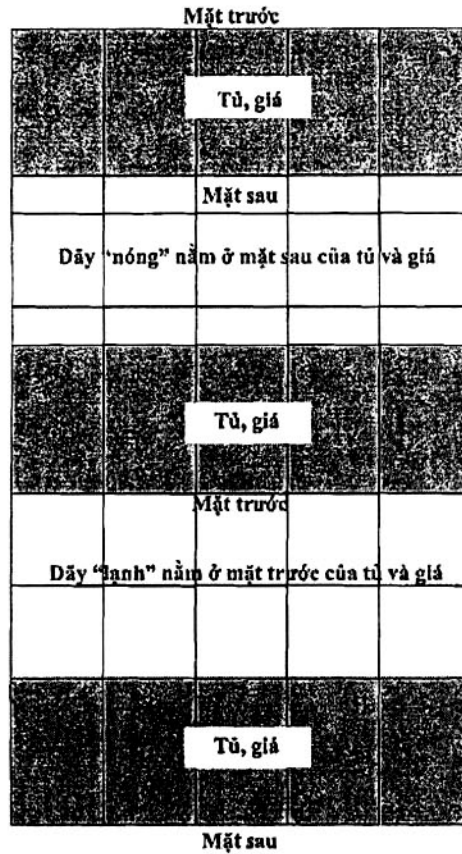 Mặt trước
Tủ, giá
Mặt sau
Dãy "nóng" nằm ở mặt sau của tủ và giá
Tủ, giá
Mặt trước
Dãy "lạnh" nằm ở mặt trước của tủ và giá
Tủ, giá
Mặt sau